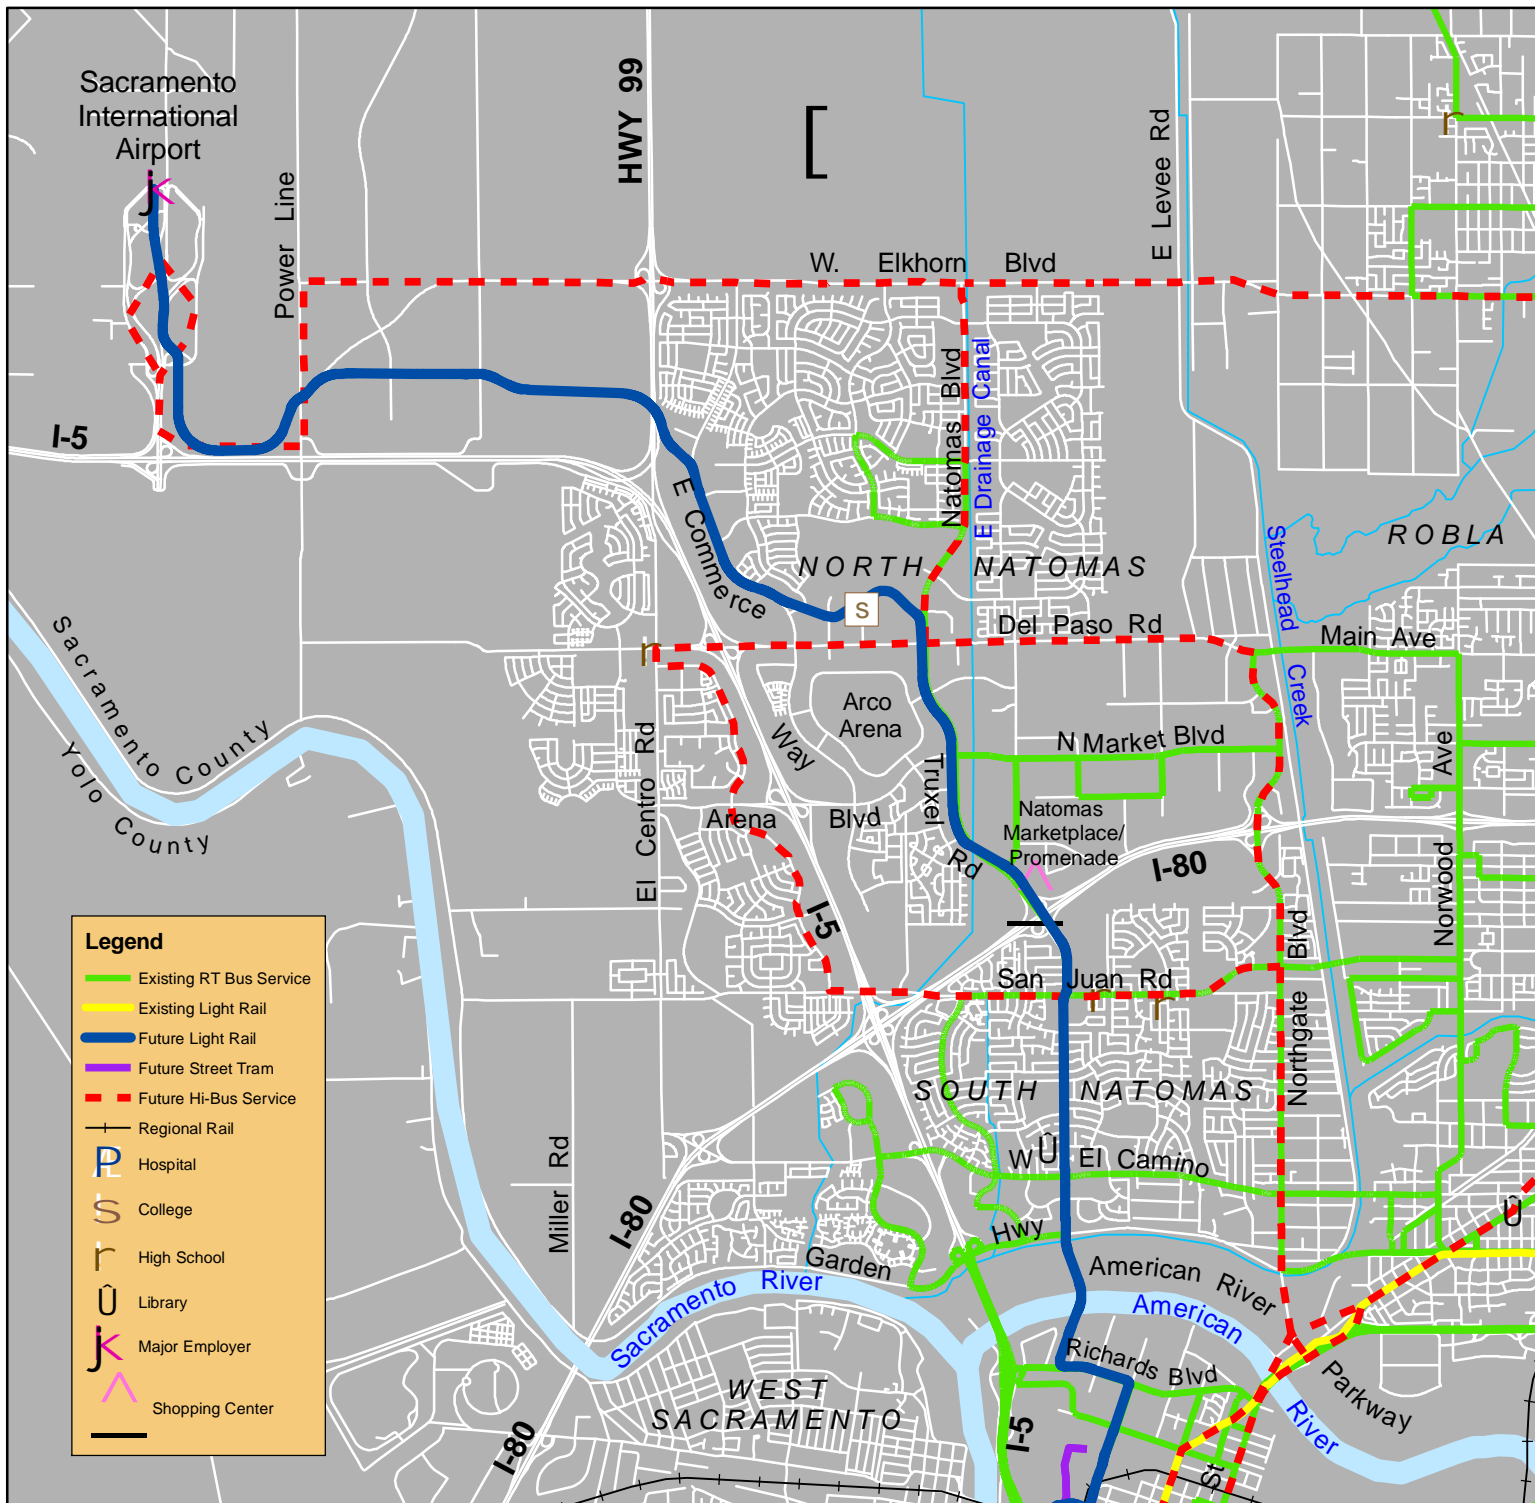 Sacramento
International
Airport
HWY 99
[
Power Line
E Levee Rd
W. Elkhorn Blvd
I-5
Natomas Blvd
E Drainage Canal
E Commerce
Way
NORTH NATOMAS
ROBLA
Steelhead
Creek
Del Paso Rd
Main Ave
Sacramento County
Yolo County
El Centro Rd
Arco
Arena
N Market Blvd
Truxel
Rd
Arena Blvd
Natomas
Marketplace/
Promenade
I-80
I-5
Norwood
Ave
San Juan Rd
Northgate
Blvd
SOUTH NATOMAS
W El Camino
Miller Rd
I-80
Garden Hwy
Sacramento River
American River
Parkway
American
River
Richards Blvd
WEST
SACRAMENTO
I-80
I-5
St
Legend
Existing RT Bus Service
Existing Light Rail
Future Light Rail
Future Street Tram
Future Hi-Bus Service
Regional Rail
P Hospital
S College
r High School
Û Library
jk Major Employer
Shopping Center
jk
r
s
r
r
r
Û
Û